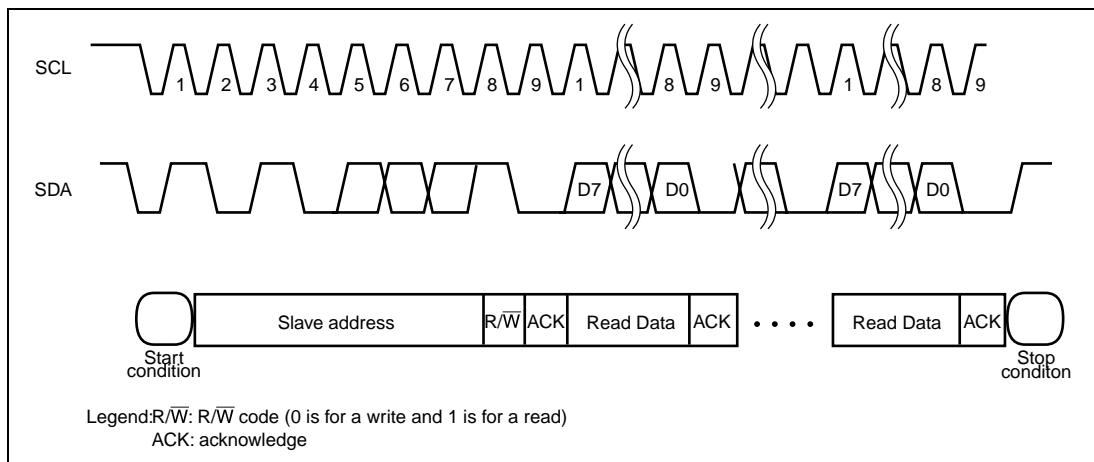 SCL
1 2 3 4 5 6 7 8 9 1 8 9 1 8 9
SDA
D7 D0 D7 D0
Slave address R/W̅ ACK Read Data ACK • • • • Read Data ACK
Start
condition
Stop
conditon
Legend:R/W̅: R/W̅ code (0 is for a write and 1 is for a read)
ACK: acknowledge